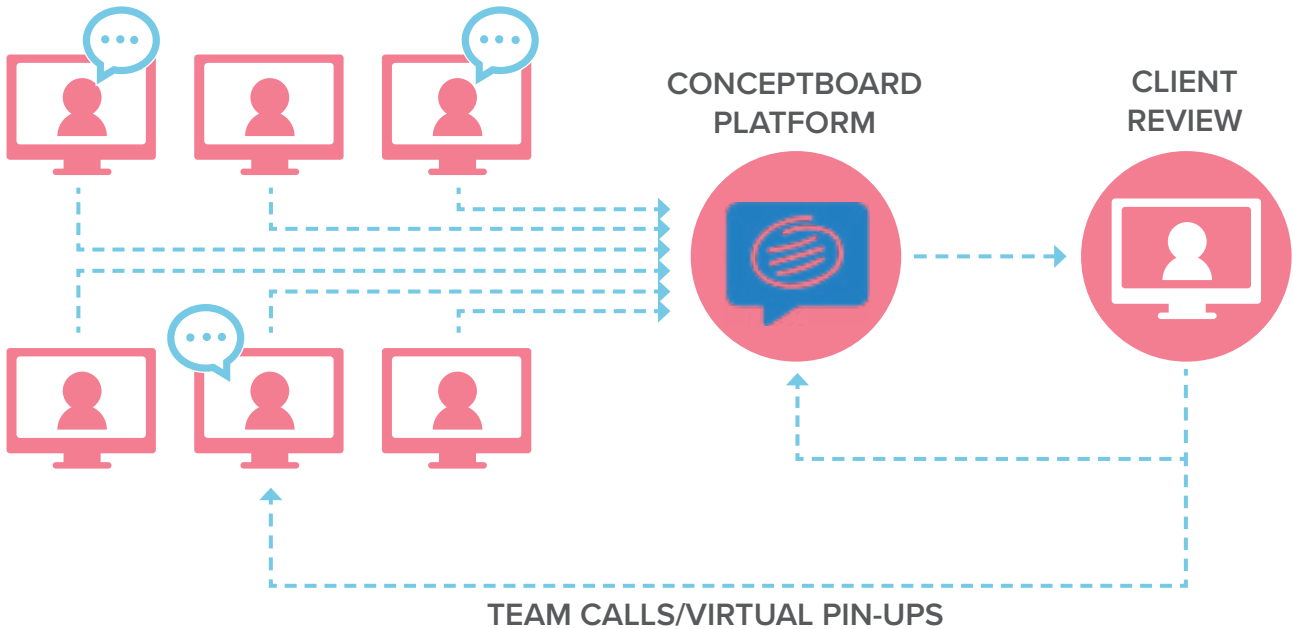 CONCEPTBOARD
PLATFORM
CLIENT
REVIEW
TEAM CALLS/VIRTUAL PIN-UPS